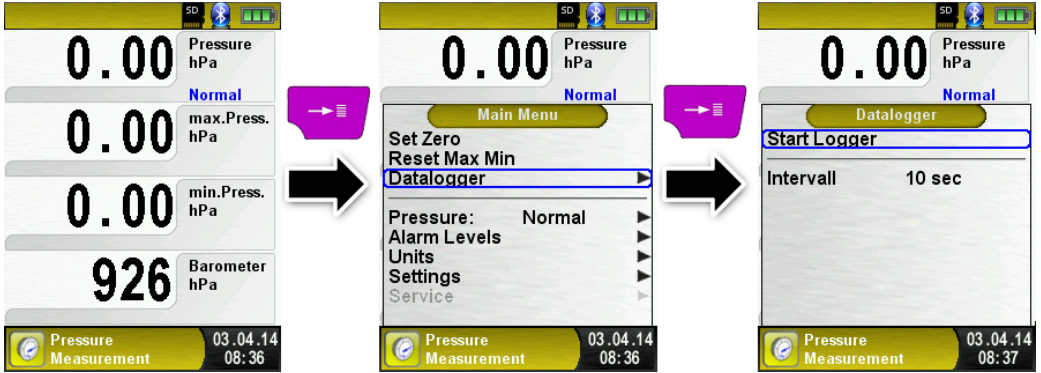 SD
0.00 Pressure
hPa
Normal
0.00 max.Press.
hPa
0.00 min.Press.
hPa
926 Barometer
hPa
Pressure 03.04.14
Measurement 08:36
SD
0.00 Pressure
hPa
Normal
Main Menu
Set Zero
Reset Max Min
Datalogger
Pressure: Normal
Alarm Levels
Units
Settings
Service
Pressure 03.04.14
Measurement 08:36
SD
0.00 Pressure
hPa
Normal
Datalogger
Start Logger
Intervall 10 sec
Pressure 03.04.14
Measurement 08:37